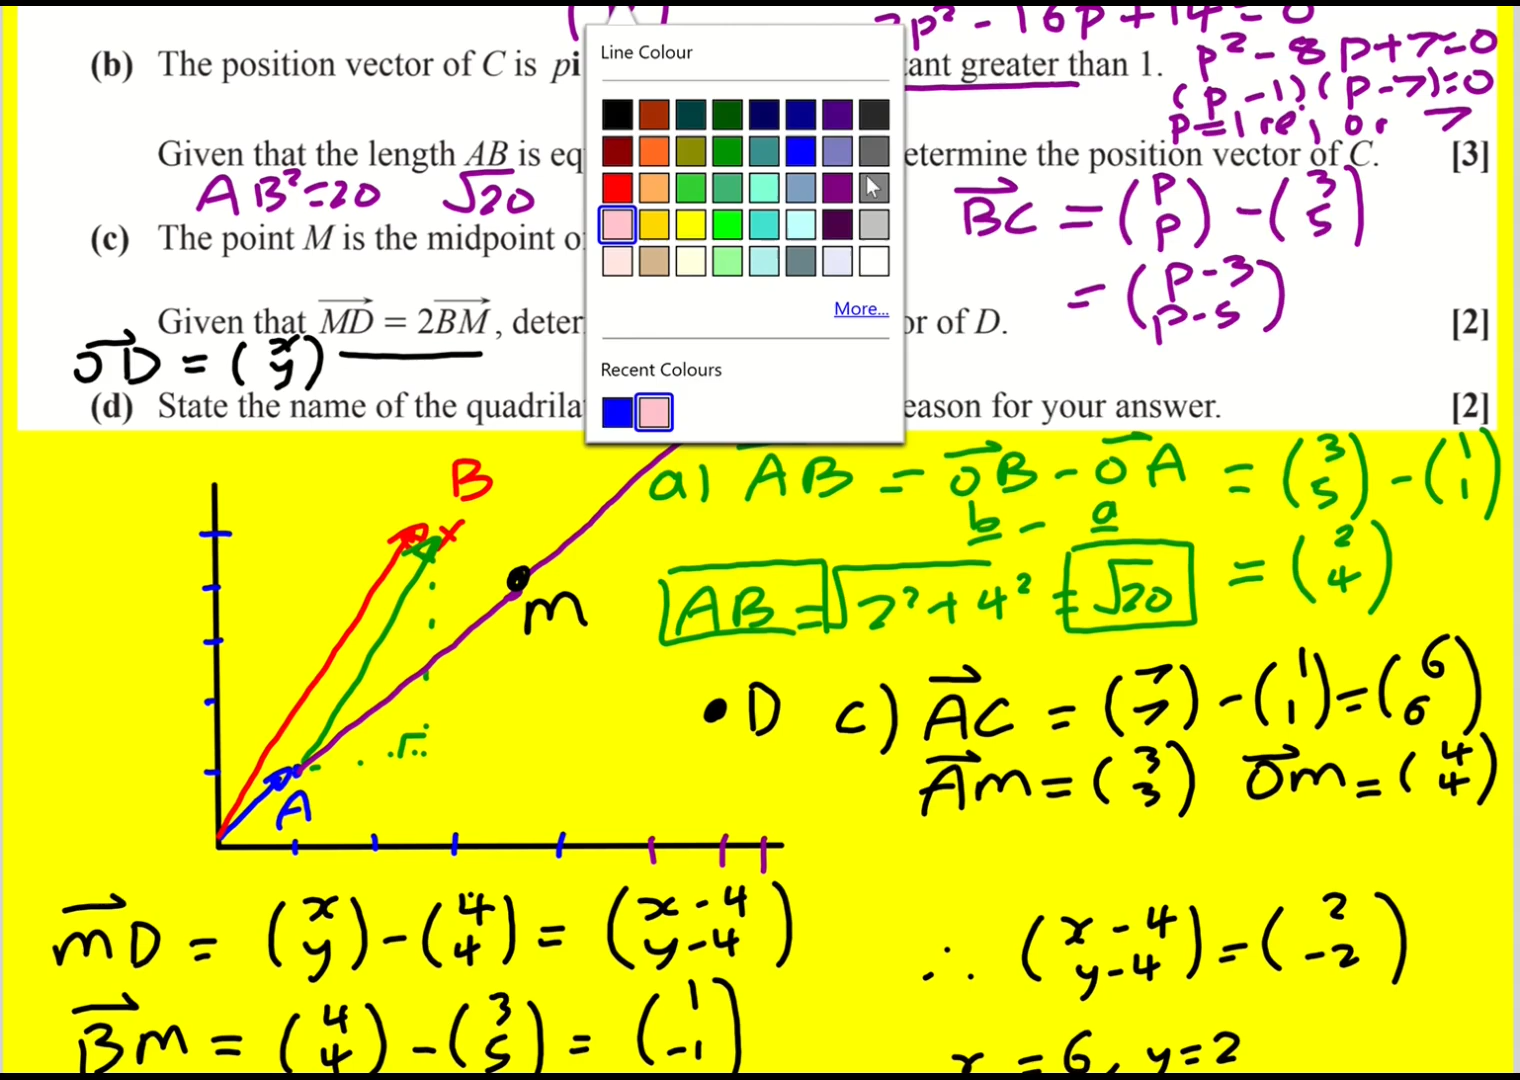 2p² - 16p + 14 = 0
(b) The position vector of C is pi
ant greater than 1.
p² - 8p + 7 = 0
(p - 1)(p - 7) = 0
p = 1 rej or 7
Given that the length AB is eq
etermine the position vector of C. [3]
AB² = 20 √20
BC = (p p) - (3 5)
(c) The point M is the midpoint o
= (p - 3 p - 5)
Given that MD = 2BM, deter
or of D. [2]
OD = (x y)
(d) State the name of the quadrila
eason for your answer. [2]
Line Colour
More...
Recent Colours
B
a) AB = OB - OA = (3 5) - (1 1)
b - a
= (2 4)
AB = √2² + 4² = √20
m
D
c) AC = (7 7) - (1 1) = (6 6)
Am = (3 3) Om = (4 4)
A
mD = (x y) - (4 4) = (x - 4 y - 4)
∴ (x - 4 y - 4) = (2 -2)
Bm = (4 4) - (3 5) = (1 -1)
x = 6, y = 2